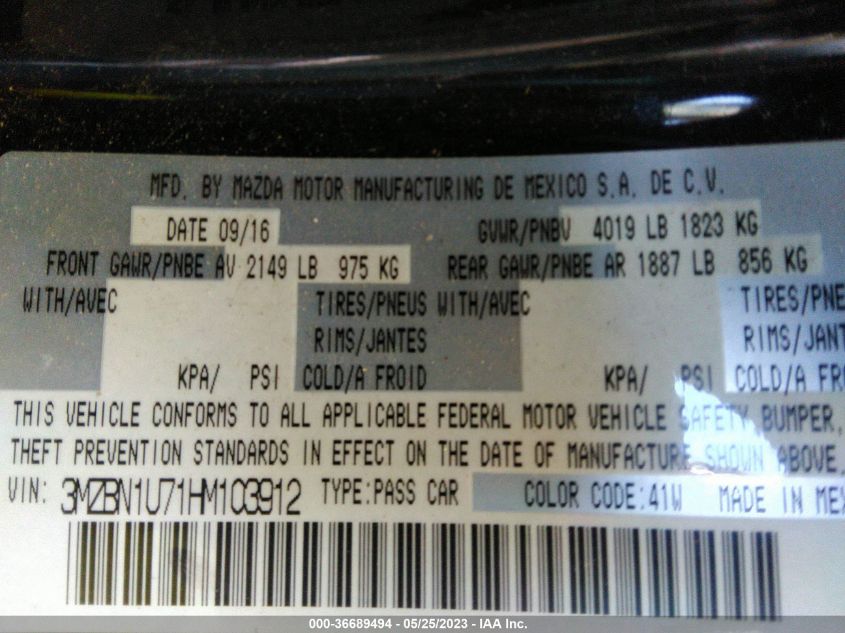 MFD. BY MAZDA MOTOR MANUFACTURING DE MEXICO S.A. DE C.V.
DATE 09/16 GVWR/PNBV 4019 LB 1823 KG
FRONT GAWR/PNBE AV 2149 LB 975 KG REAR GAWR/PNBE AR 1887 LB 856 KG
WITH/AVEC TIRES/PNEUS WITH/AVEC TIRES/PNE
RIMS/JANTES RIMS/JANT
KPA/ PSI COLD/A FROID KPA/ PSI COLD/A FRO
THIS VEHICLE CONFORMS TO ALL APPLICABLE FEDERAL MOTOR VEHICLE SAFETY, BUMPER,
THEFT PREVENTION STANDARDS IN EFFECT ON THE DATE OF MANUFACTURE SHOWN ABOVE.
VIN: 3MZBN1U71HM103912 TYPE:PASS CAR COLOR CODE:41W MADE IN MEX
000-36689494 - 05/25/2023 - IAA Inc.